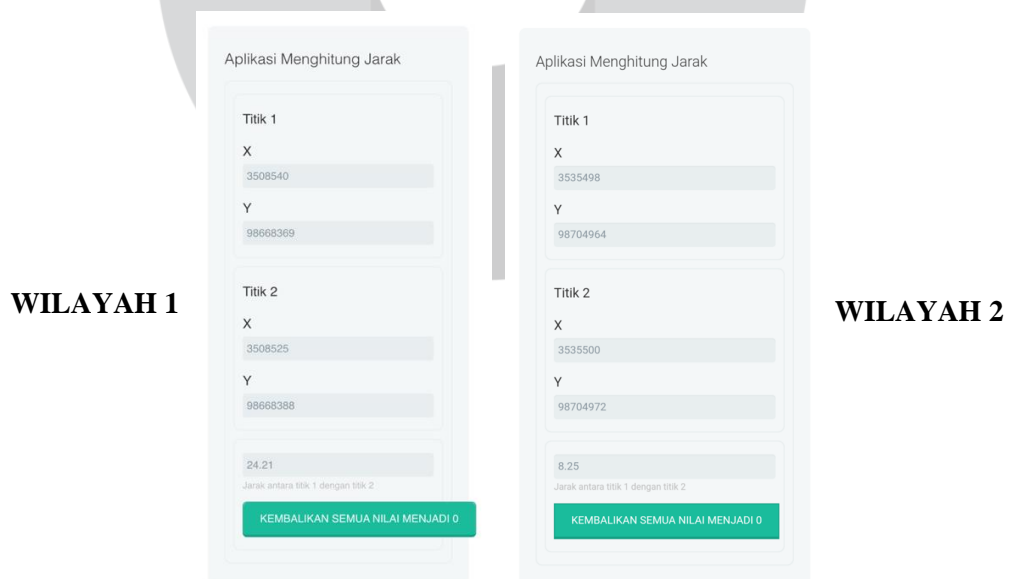 WILAYAH 1
Aplikasi Menghitung Jarak
Titik 1
X
3508540
Y
98668369
Titik 2
X
3508525
Y
98668388
24.21
Jarak antara titik 1 dengan titik 2
KEMBALIKAN SEMUA NILAI MENJADI 0
Aplikasi Menghitung Jarak
Titik 1
X
3535498
Y
98704964
Titik 2
X
3535500
Y
98704972
8.25
Jarak antara titik 1 dengan titik 2
KEMBALIKAN SEMUA NILAI MENJADI 0
WILAYAH 2